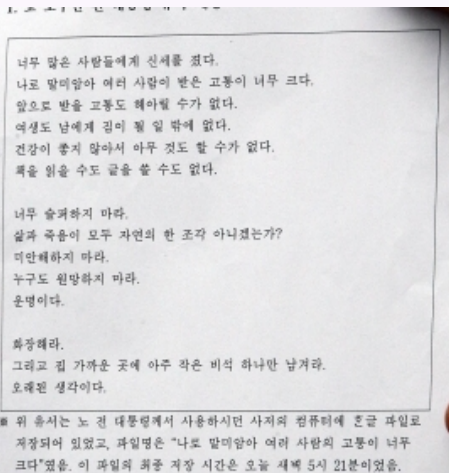 너무 많은 사람들에게 신세를 졌다.
나로 말미암아 여러 사람이 받은 고통이 너무 크다.
앞으로 받을 고통도 헤아릴 수가 없다.
여생도 남에게 짐이 될 일 밖에 없다.
건강이 좋지 않아서 아무 것도 할 수가 없다.
책을 읽을 수도 글을 쓸 수도 없다.
너무 슬퍼하지 마라.
삶과 죽음이 모두 자연의 한 조각 아니겠는가?
미안해하지 마라.
누구도 원망하지 마라.
운명이다.
화장해라.
그리고 집 가까운 곳에 아주 작은 비석 하나만 남겨라.
오래된 생각이다.
※ 위 유서는 노 전 대통령께서 사용하시던 사저의 컴퓨터에 한글 파일로
저장되어 있었고, 파일명은 “나로 말미암아 여러 사람의 고통이 너무
크다”였음. 이 파일의 최종 저장 시간은 오늘 새벽 5시 21분이었음.